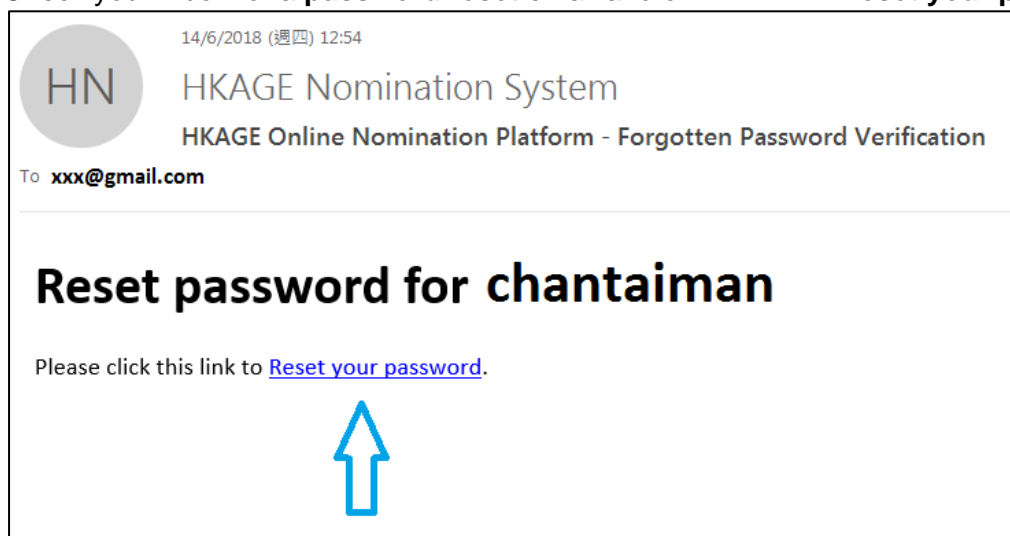 14/6/2018 (週四) 12:54
HN
HKAGE Nomination System
HKAGE Online Nomination Platform - Forgotten Password Verification
To xxx@gmail.com
Reset password for chantaiman
Please click this link to Reset your password.